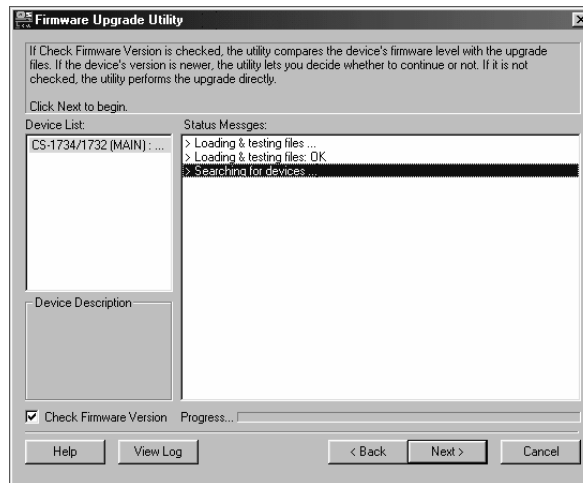 Firmware Upgrade Utility
If Check Firmware Version is checked, the utility compares the device's firmware level with the upgrade
files. If the device's version is newer, the utility lets you decide whether to continue or not. If it is not
checked, the utility performs the upgrade directly.
Click Next to begin.
Device List:
Status Messges:
CS-1734/1732 (MAIN) : ...
> Loading & testing files ...
> Loading & testing files: OK
> Searching for devices ...
Device Description
Check Firmware Version
Progress...
Help
View Log
< Back
Next >
Cancel